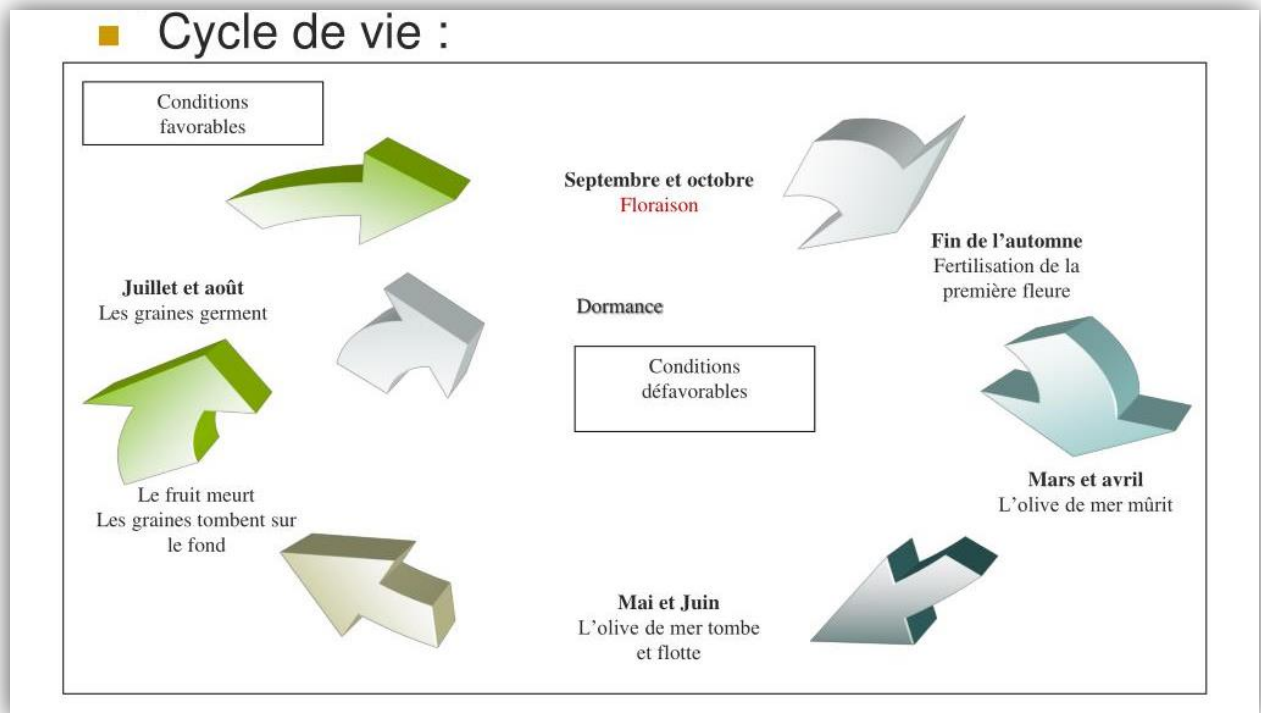 Cycle de vie :
Conditions
favorables
Septembre et octobre
Floraison
Fin de l'automne
Fertilisation de la
première fleure
Juillet et août
Les graines germent
Dormance
Conditions
défavorables
Mars et avril
L'olive de mer mûrit
Le fruit meurt
Les graines tombent sur
le fond
Mai et Juin
L'olive de mer tombe
et flotte